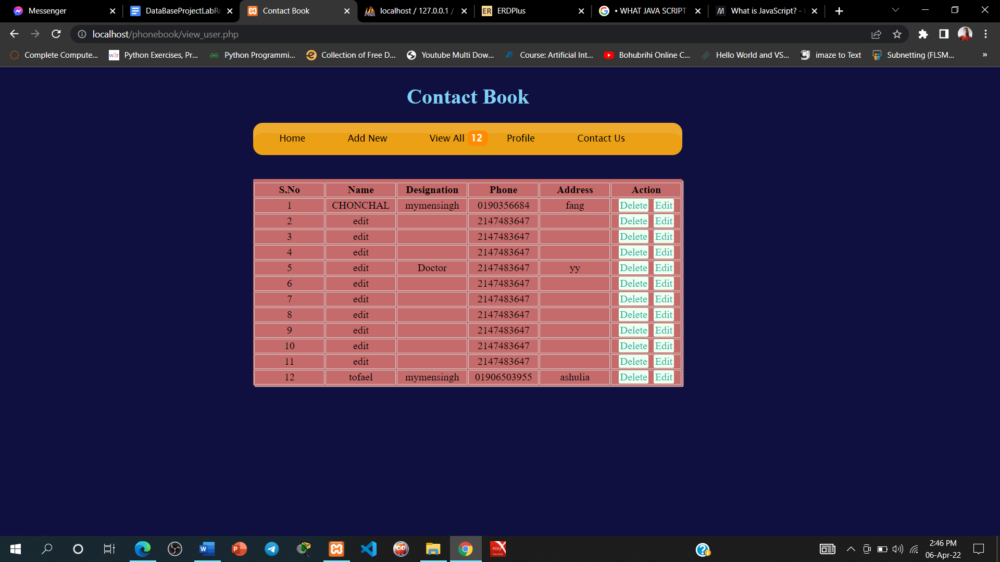 Messenger
DataBaseProjectLabRe
Contact Book
localhost / 127.0.0.1 /
ERDPlus
• WHAT JAVA SCRIPT
What is JavaScript? -
localhost/phonebook/view_user.php
Complete Compute...
w3r Python Exercises, Pr...
Python Programmi...
Collection of Free D...
Youtube Multi Dow...
Course: Artificial Int...
Bohubrihi Online C...
Hello World and VS...
imaze to Text
Subnetting (FLSM...
»
Contact Book
Home Add New View All 12 Profile Contact Us
S.No Name Designation Phone Address Action
1 CHONCHAL mymensingh 0190356684 fang Delete Edit
2 edit 2147483647 Delete Edit
3 edit 2147483647 Delete Edit
4 edit 2147483647 Delete Edit
5 edit Doctor 2147483647 yy Delete Edit
6 edit 2147483647 Delete Edit
7 edit 2147483647 Delete Edit
8 edit 2147483647 Delete Edit
9 edit 2147483647 Delete Edit
10 edit 2147483647 Delete Edit
11 edit 2147483647 Delete Edit
12 tofael mymensingh 01906503955 ashulia Delete Edit
2:46 PM
06-Apr-22